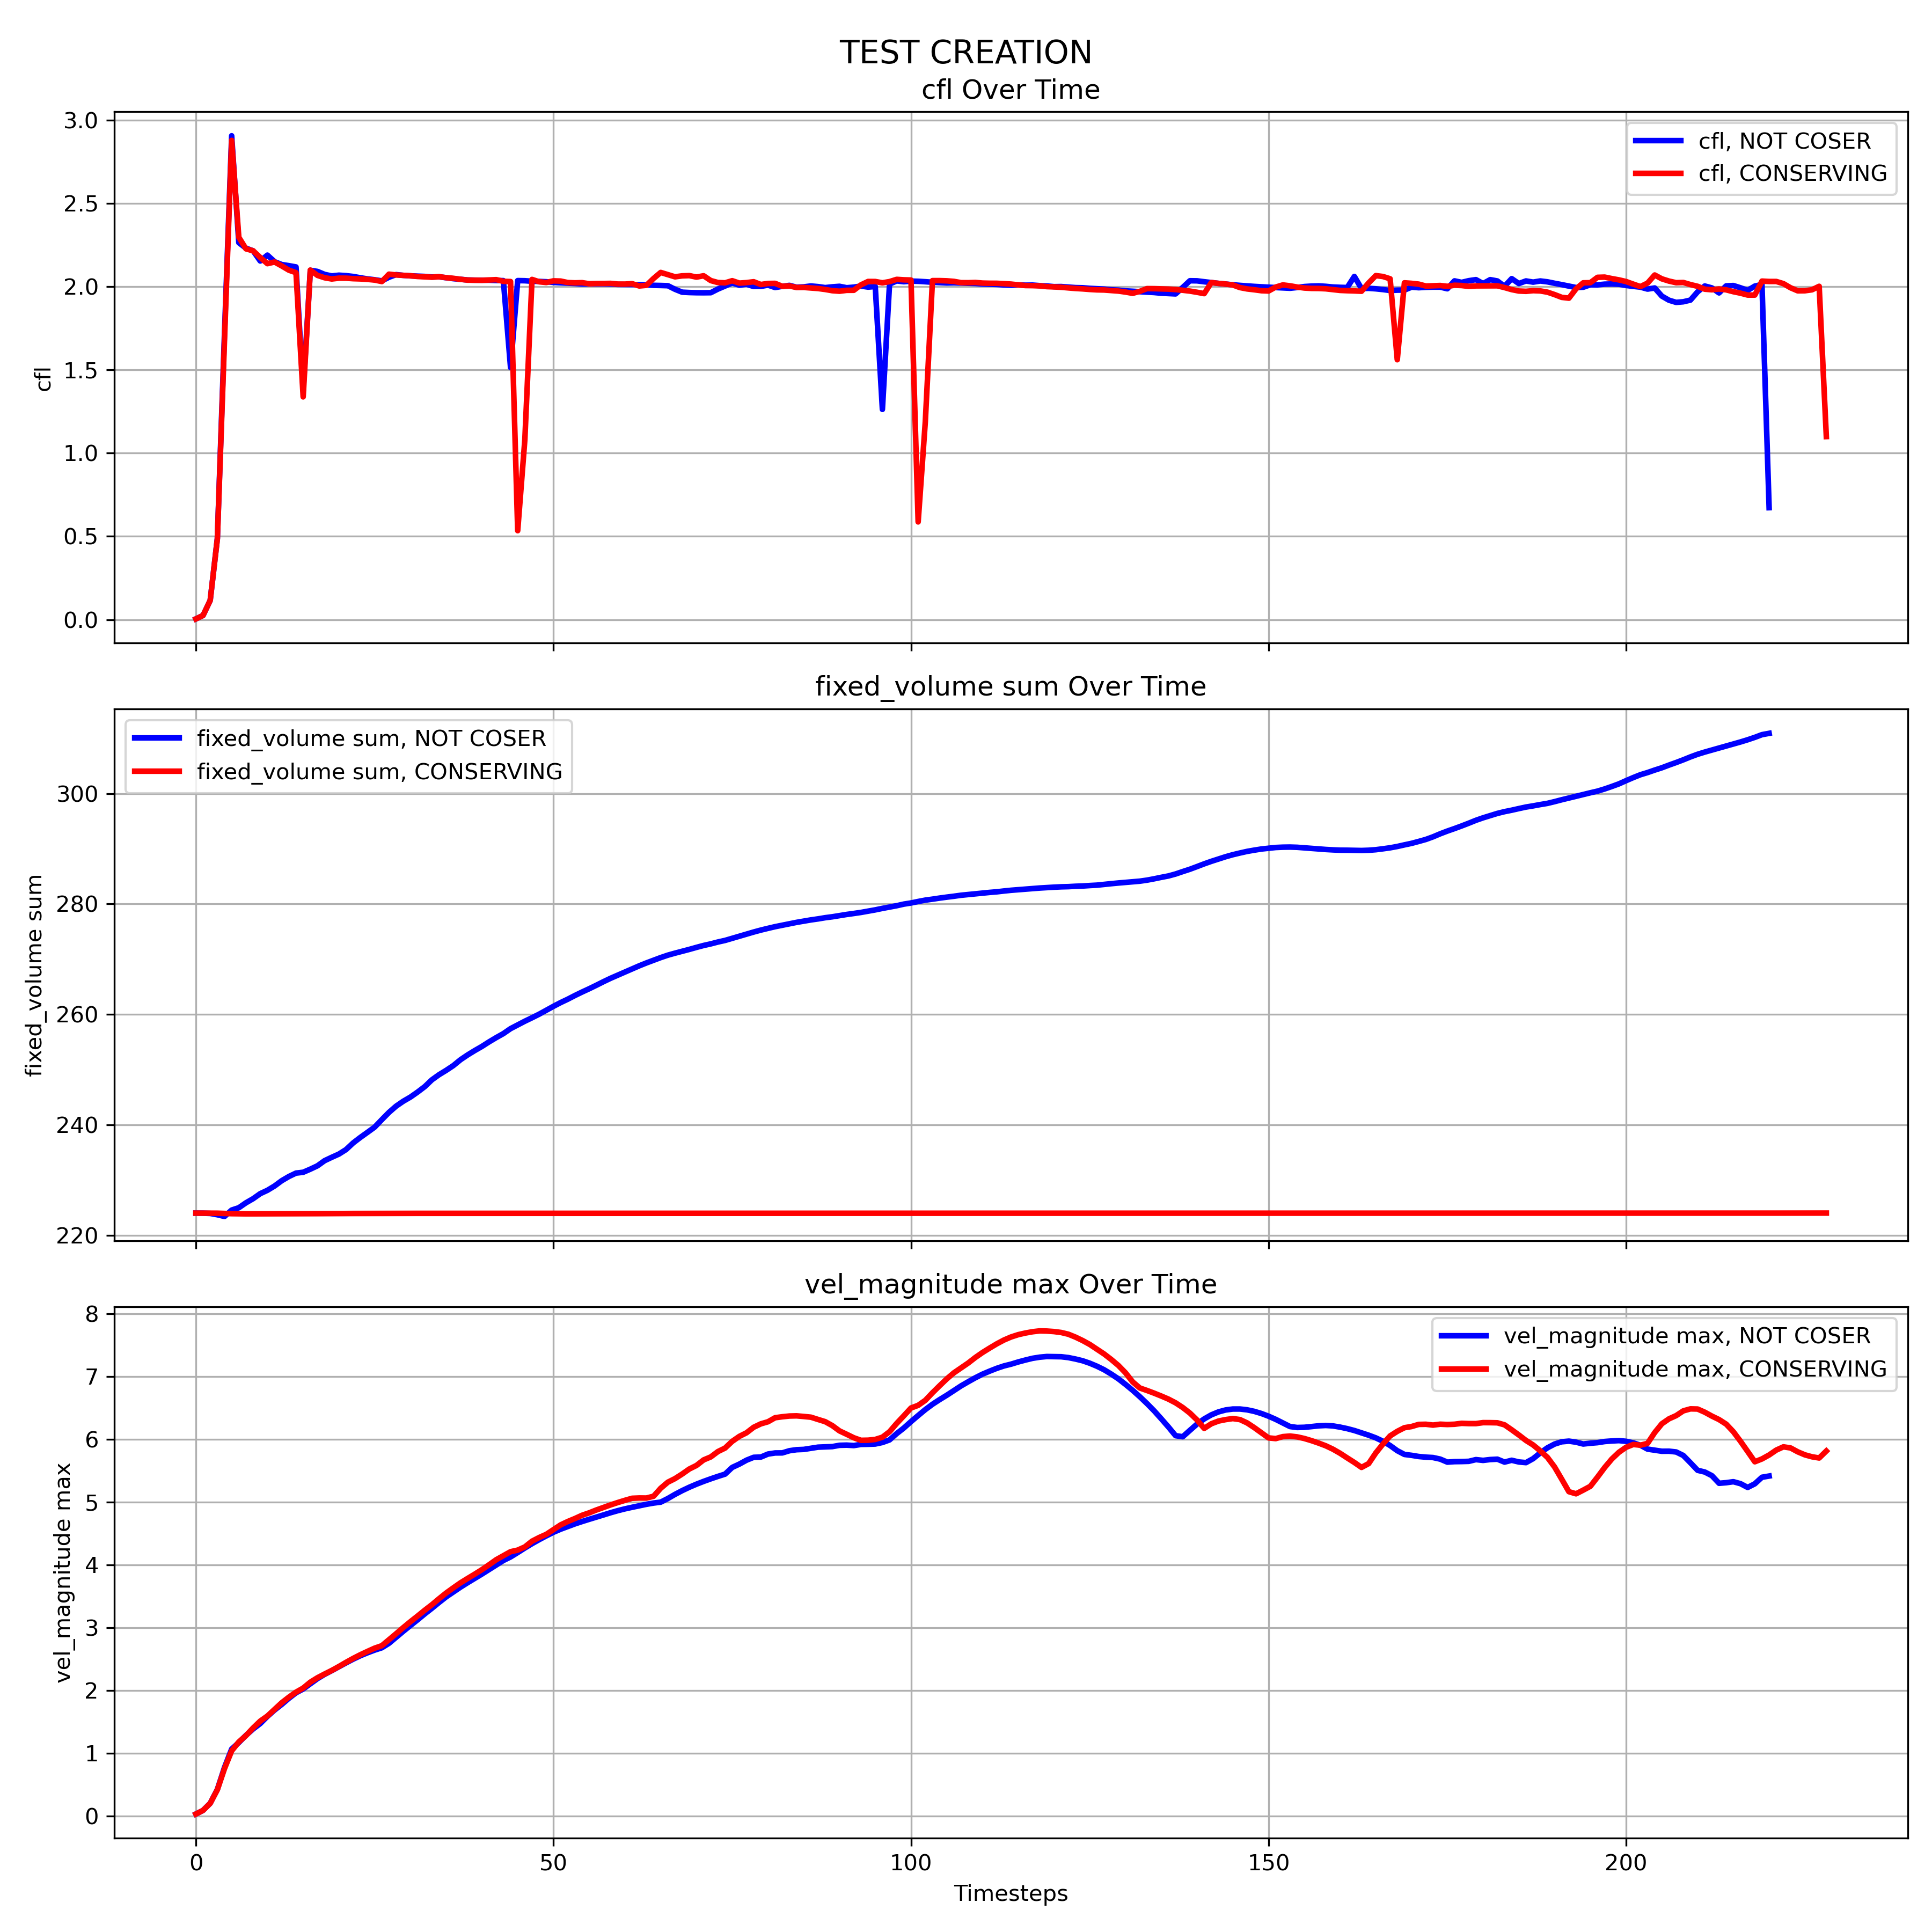 TEST CREATION
cfl Over Time
3.0
2.5
2.0
1.5
1.0
0.5
0.0
cfl
cfl, NOT COSER
cfl, CONSERVING
fixed_volume sum Over Time
300
280
260
240
220
fixed_volume sum
fixed_volume sum, NOT COSER
fixed_volume sum, CONSERVING
vel_magnitude max Over Time
8
7
6
5
4
3
2
1
0
vel_magnitude max
vel_magnitude max, NOT COSER
vel_magnitude max, CONSERVING
0 50 100 150 200
Timesteps